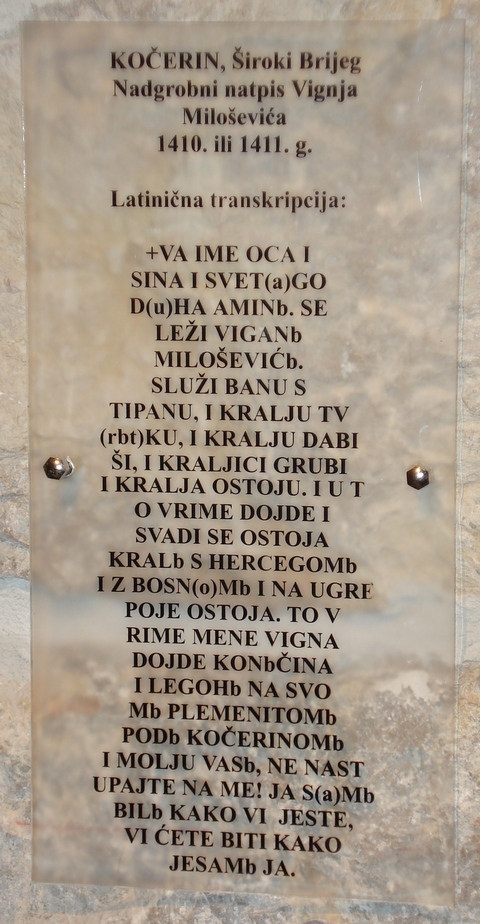 KOČERIN, Široki Brijeg
Nadgrobni natpis Vignja
Miloševića
1410. ili 1411. g.
Latinična transkripcija:
+VA IME OCA I
SINA I SVET(a)GO
D(u)HA AMINb. SE
LEŽI VIGANb
MILOŠEVIĆb.
SLUŽI BANU S
TIPANU, I KRALJU TV
(rbt)KU, I KRALJU DABI
ŠI, I KRALJICI GRUBI
I KRALJA OSTOJU. I U T
O VRIME DOJDE I
SVADI SE OSTOJA
KRALb S HERCEGOMb
I Z BOSN(o)Mb I NA UGRE
POJE OSTOJA. TO V
RIME MENE VIGNA
DOJDE KONbČINA
I LEGOHb NA SVO
Mb PLEMENITOMb
PODb KOČERINOMb
I MOLJU VASb, NE NAST
UPAJTE NA ME! JA S(a)Mb
BILb KAKO VI JESTE,
VI ĆETE BITI KAKO
JESAMb JA.